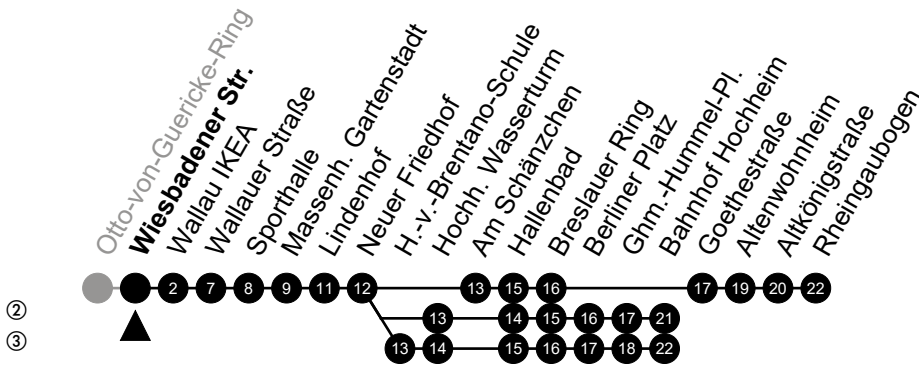 Otto-von-Guericke-Ring
Wiesbadener Str.
Wallau IKEA
Wallauer Straße
Sporthalle
Massenh. Gartenstadt
Lindenhof
Neuer Friedhof
H.-v.-Brentano-Schule
Hochh. Wasserturm
Am Schänzchen
Hallenbad
Breslauer Ring
Berliner Platz
Ghm.-Hummel-Pl.
Bahnhof Hochheim
Goethestraße
Altenwohnheim
Altkönigstraße
Rheingaubogen
2 7 8 9 11 12 13 15 16 17 19 20 22
② 13 14 15 16 17 21
③ 13 14 15 16 17 18 22